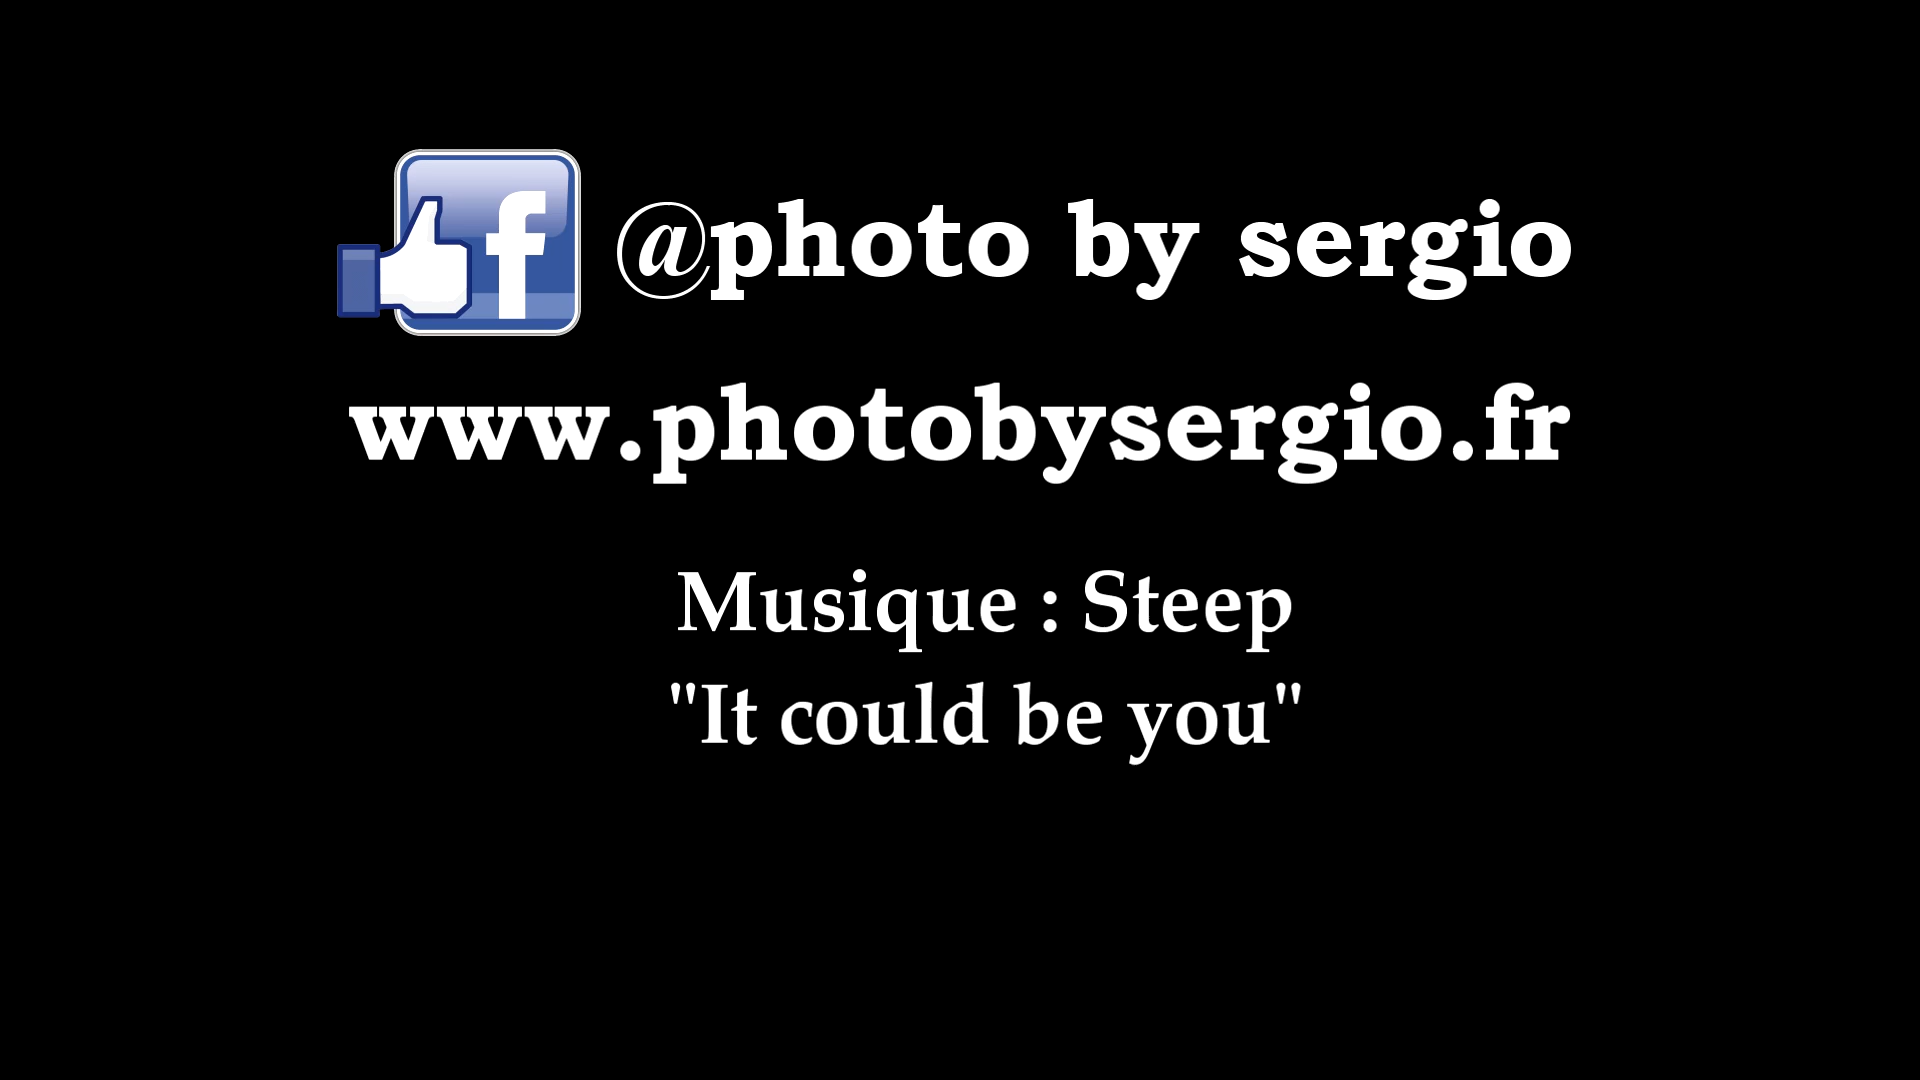 f @photo by sergio
www.photobysergio.fr
Musique : Steep
"It could be you"